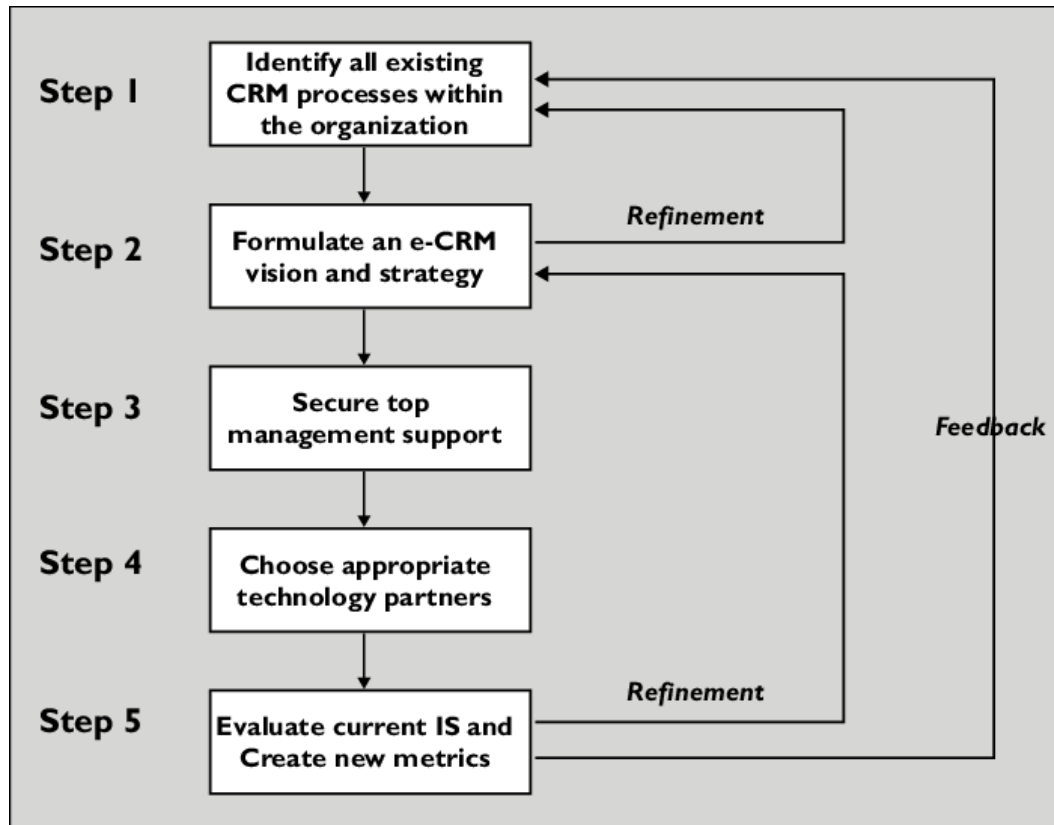 Step 1
Identify all existing
CRM processes within
the organization
Refinement
Step 2
Formulate an e-CRM
vision and strategy
Step 3
Secure top
management support
Feedback
Step 4
Choose appropriate
technology partners
Refinement
Step 5
Evaluate current IS and
Create new metrics